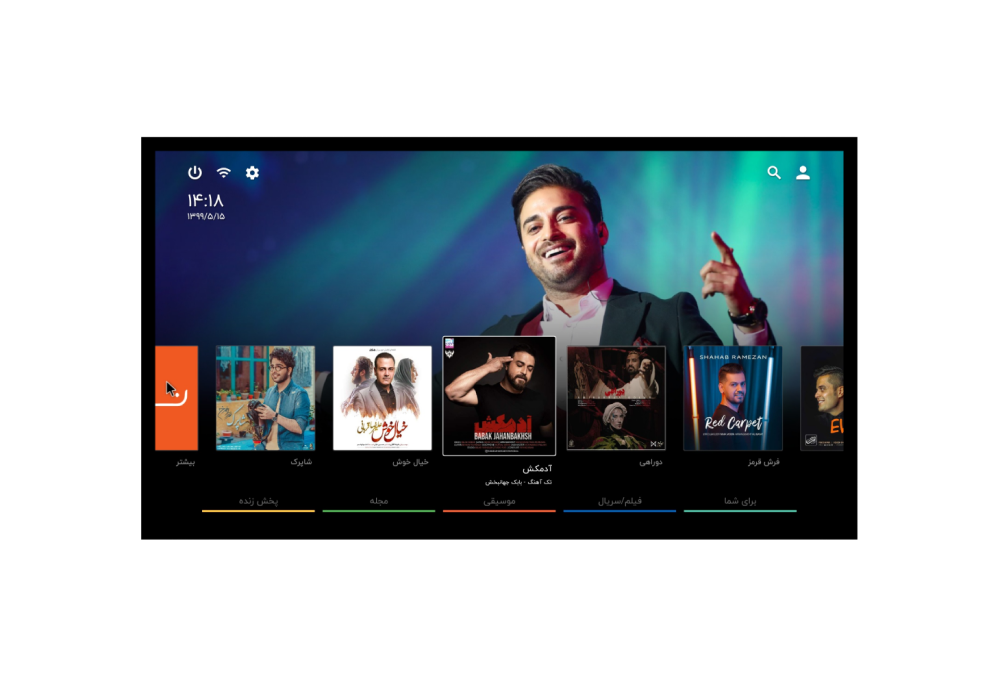 ۱۴:۱۸
۱۳۹۹/۵/۱۵
SHAHAB RAMEZAN
Red Carpet
فرش قرمز
دوراهی
آدمکش
BABAK JAHANBAKHSH
آدمکش
تک آهنگ - بابک جهانبخش
خیال خوش
خیال خوش
شاپرک
بیشتر
برای شما
فیلم/سریال
موسیقی
مجله
پخش زنده